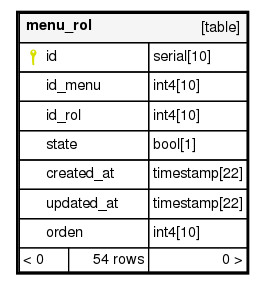 menu_rol [table]
id serial[10]
id_menu int4[10]
id_rol int4[10]
state bool[1]
created_at timestamp[22]
updated_at timestamp[22]
orden int4[10]
< 0 54 rows 0 >